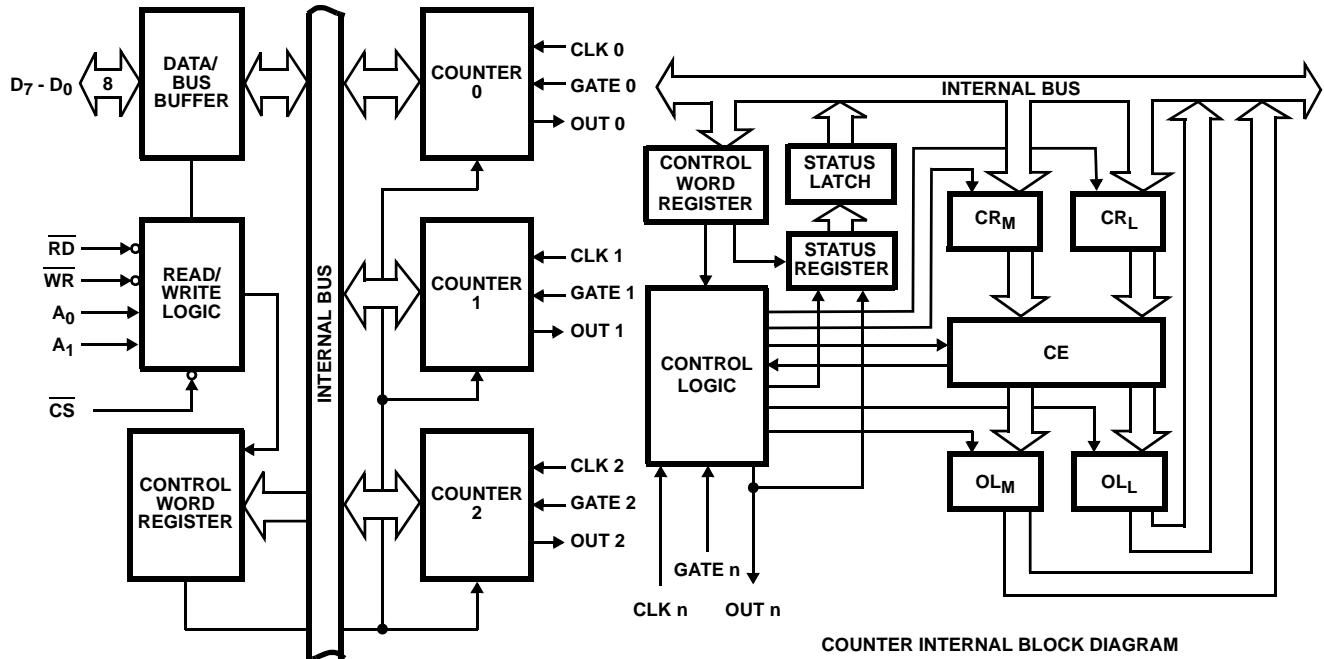 D7 - D0
8
DATA/
BUS
BUFFER
RD
WR
A0
A1
CS
READ/
WRITE
LOGIC
CONTROL
WORD
REGISTER
INTERNAL BUS
COUNTER
0
CLK 0
GATE 0
OUT 0
COUNTER
1
CLK 1
GATE 1
OUT 1
COUNTER
2
CLK 2
GATE 2
OUT 2
INTERNAL BUS
CONTROL
WORD
REGISTER
STATUS
LATCH
STATUS
REGISTER
CONTROL
LOGIC
CRM
CRL
CE
OLM
OLL
GATE n
CLK n
OUT n
COUNTER INTERNAL BLOCK DIAGRAM